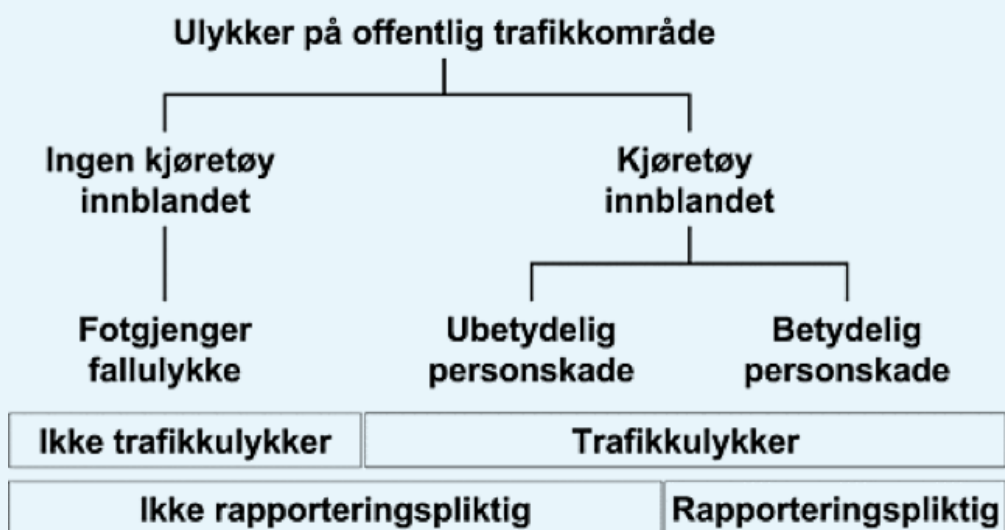 Ulykker på offentlig trafikkområde
Ingen kjøretøy
innblandet
Kjøretøy
innblandet
Fotgjenger
fallulykke
Ubetydelig
personskade
Betydelig
personskade
Ikke trafikkulykker
Trafikkulykker
Ikke rapporteringspliktig
Rapporteringspliktig